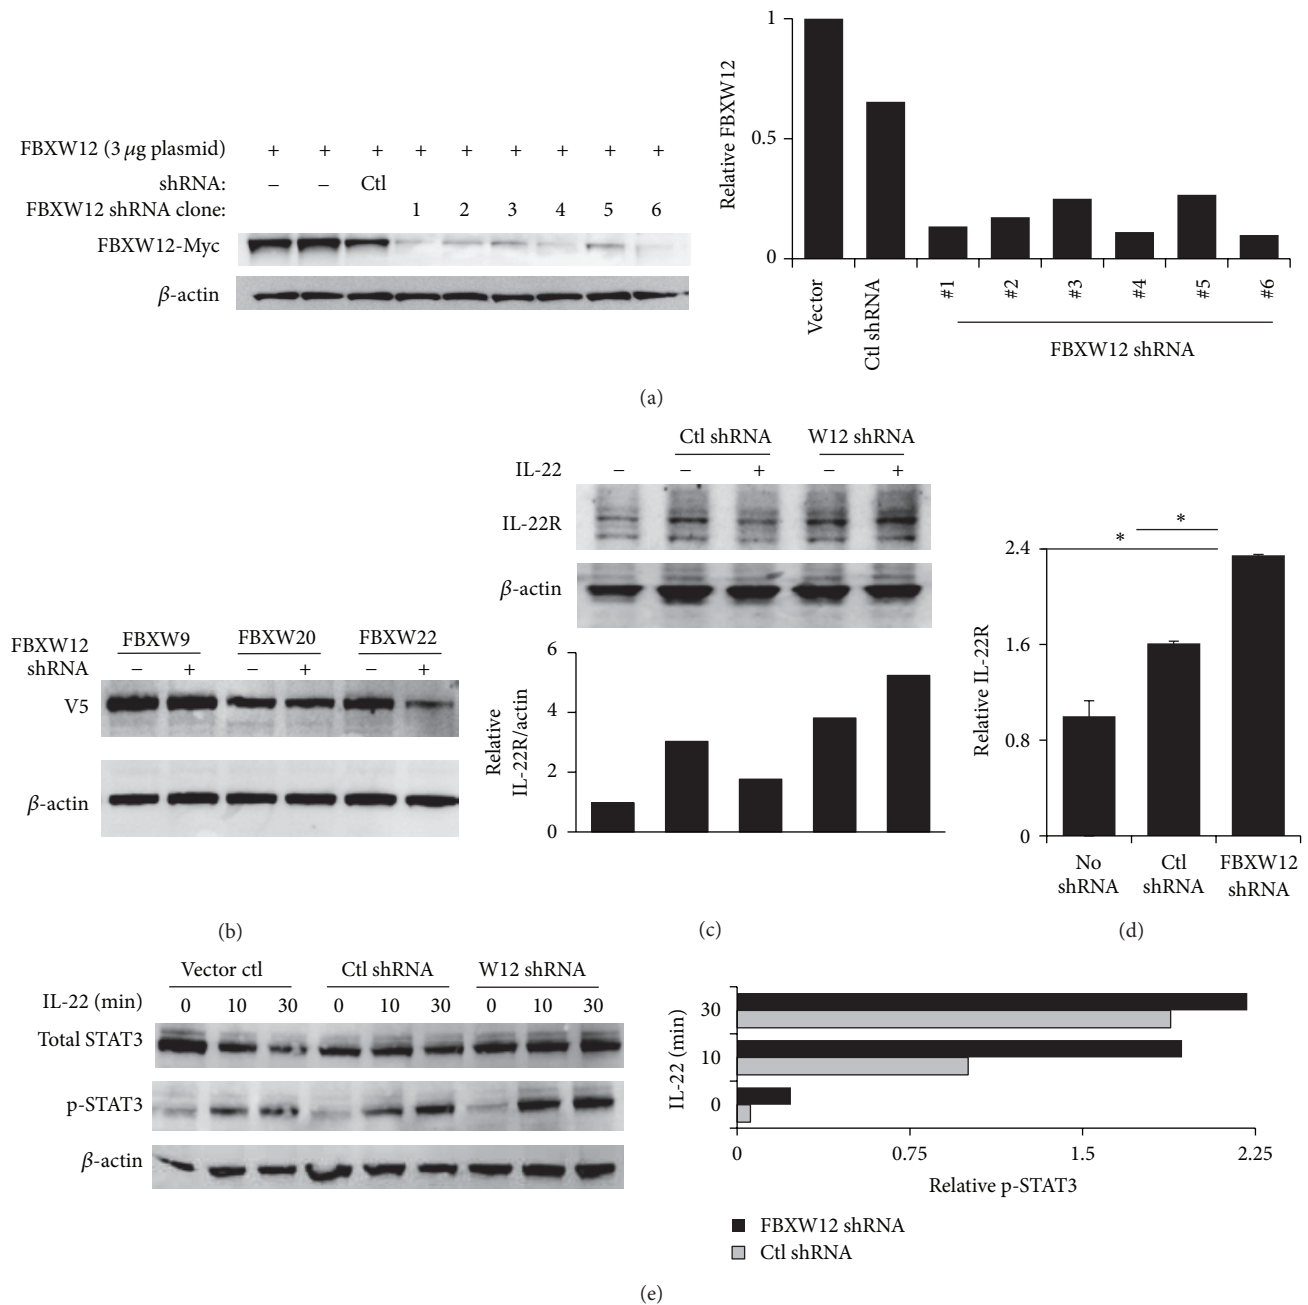 FBXW12 (3 μg plasmid) + + + + + + + + +
shRNA: – – Ctl
FBXW12 shRNA clone: 1 2 3 4 5 6
FBXW12-Myc
β-actin
Relative FBXW12
1
0.5
0
Vector
Ctl shRNA
#1
#2
#3
#4
#5
#6
FBXW12 shRNA
(a)
FBXW12 shRNA
FBXW9 FBXW20 FBXW22
– + – + – +
V5
β-actin
(b)
Ctl shRNA W12 shRNA
IL-22 – – + – +
IL-22R
β-actin
Relative
IL-22R/actin
6
4
2
0
(c)
Relative IL-22R
2.4
1.6
0.8
0
*
*
No shRNA
Ctl shRNA
FBXW12 shRNA
(d)
Vector ctl Ctl shRNA W12 shRNA
IL-22 (min) 0 10 30 0 10 30 0 10 30
Total STAT3
p-STAT3
β-actin
IL-22 (min)
30
10
0
0 0.75 1.5 2.25
Relative p-STAT3
FBXW12 shRNA
Ctl shRNA
(e)